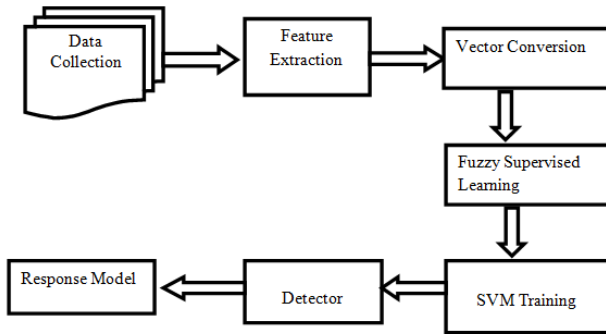 Data
Collection
Feature
Extraction
Vector Conversion
Fuzzy Supervised
Learning
SVM Training
Detector
Response Model